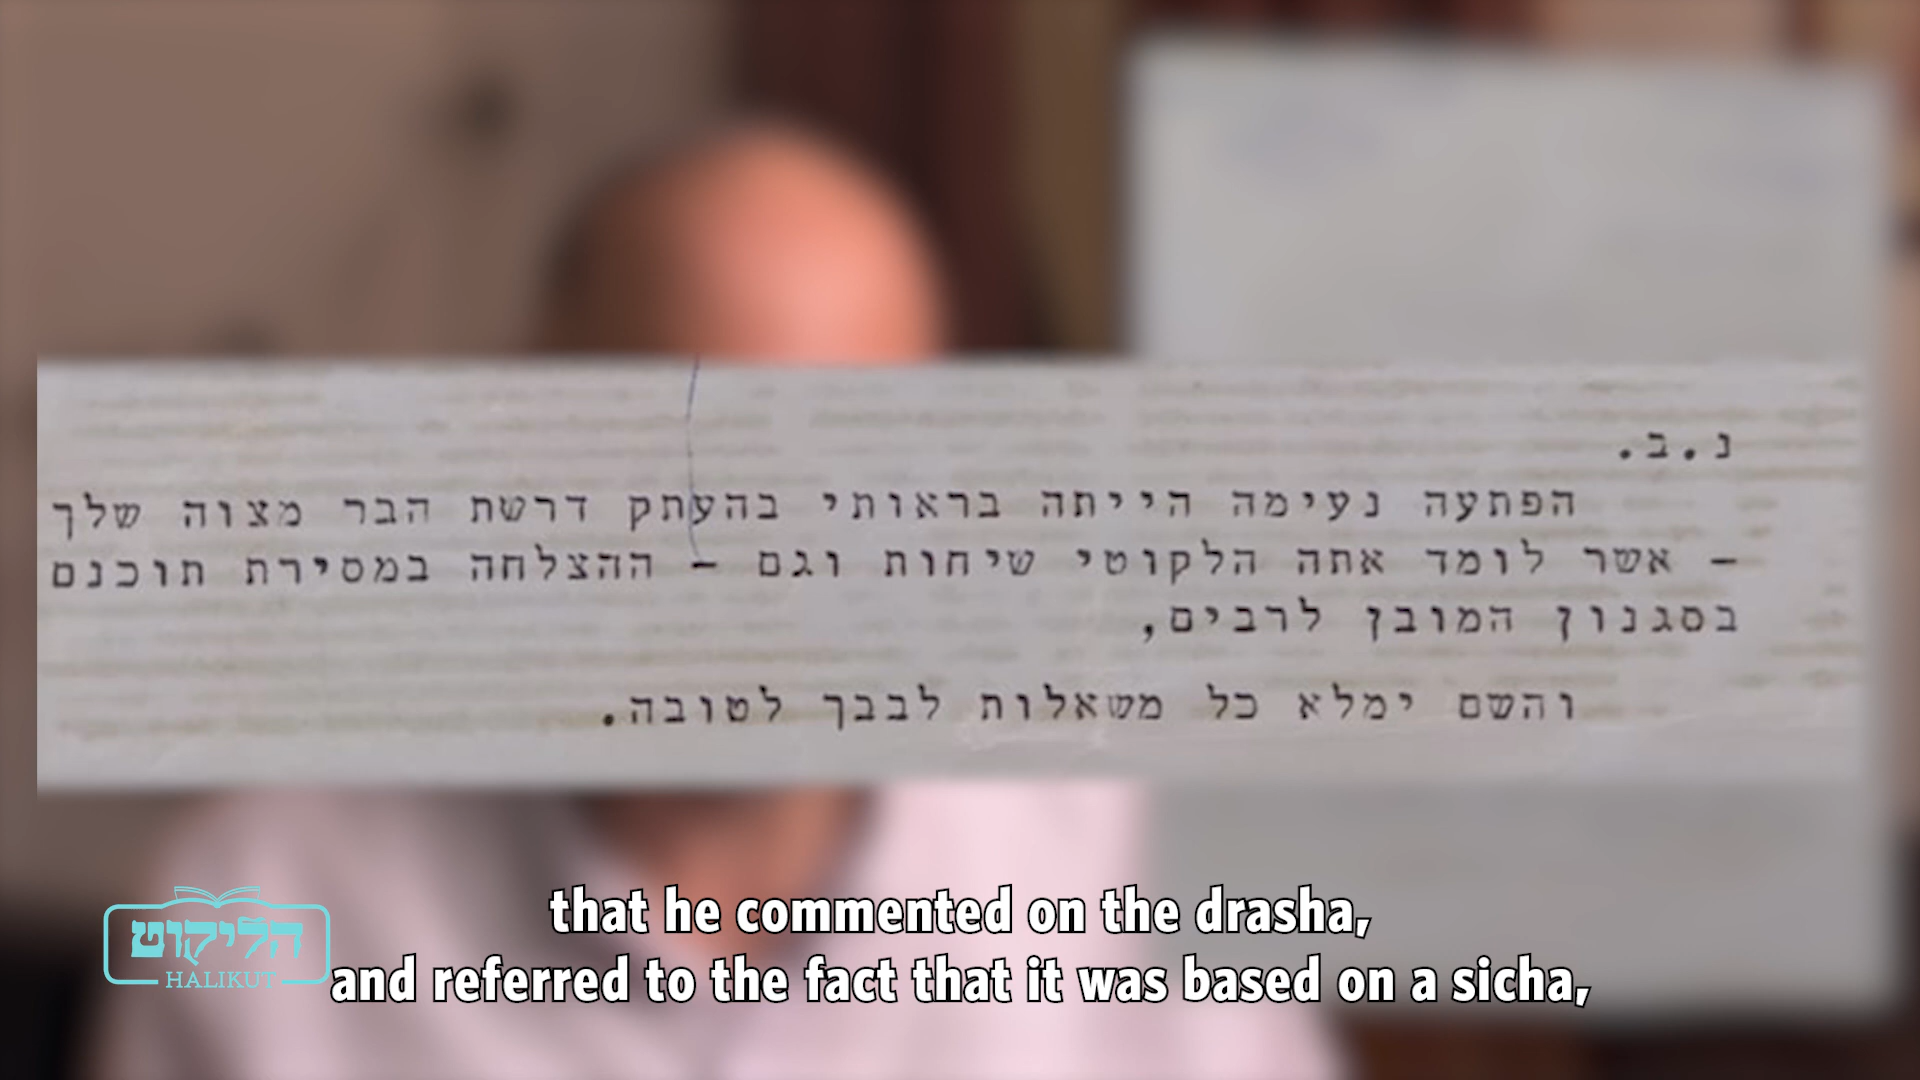 נ.ב.
הפתעה נעימה הייתה בראותי בהעתק דרשת הבר מצוה שלך
- אשר לומד אתה הלקוטי שיחות וגם - ההצלחה במסירת תוכנם
בסגנון המובן לרבים,
והשם ימלא כל משאלות לבבך לטובה.
that he commented on the drasha,
הליקוט
HALIKUT
and referred to the fact that it was based on a sicha,